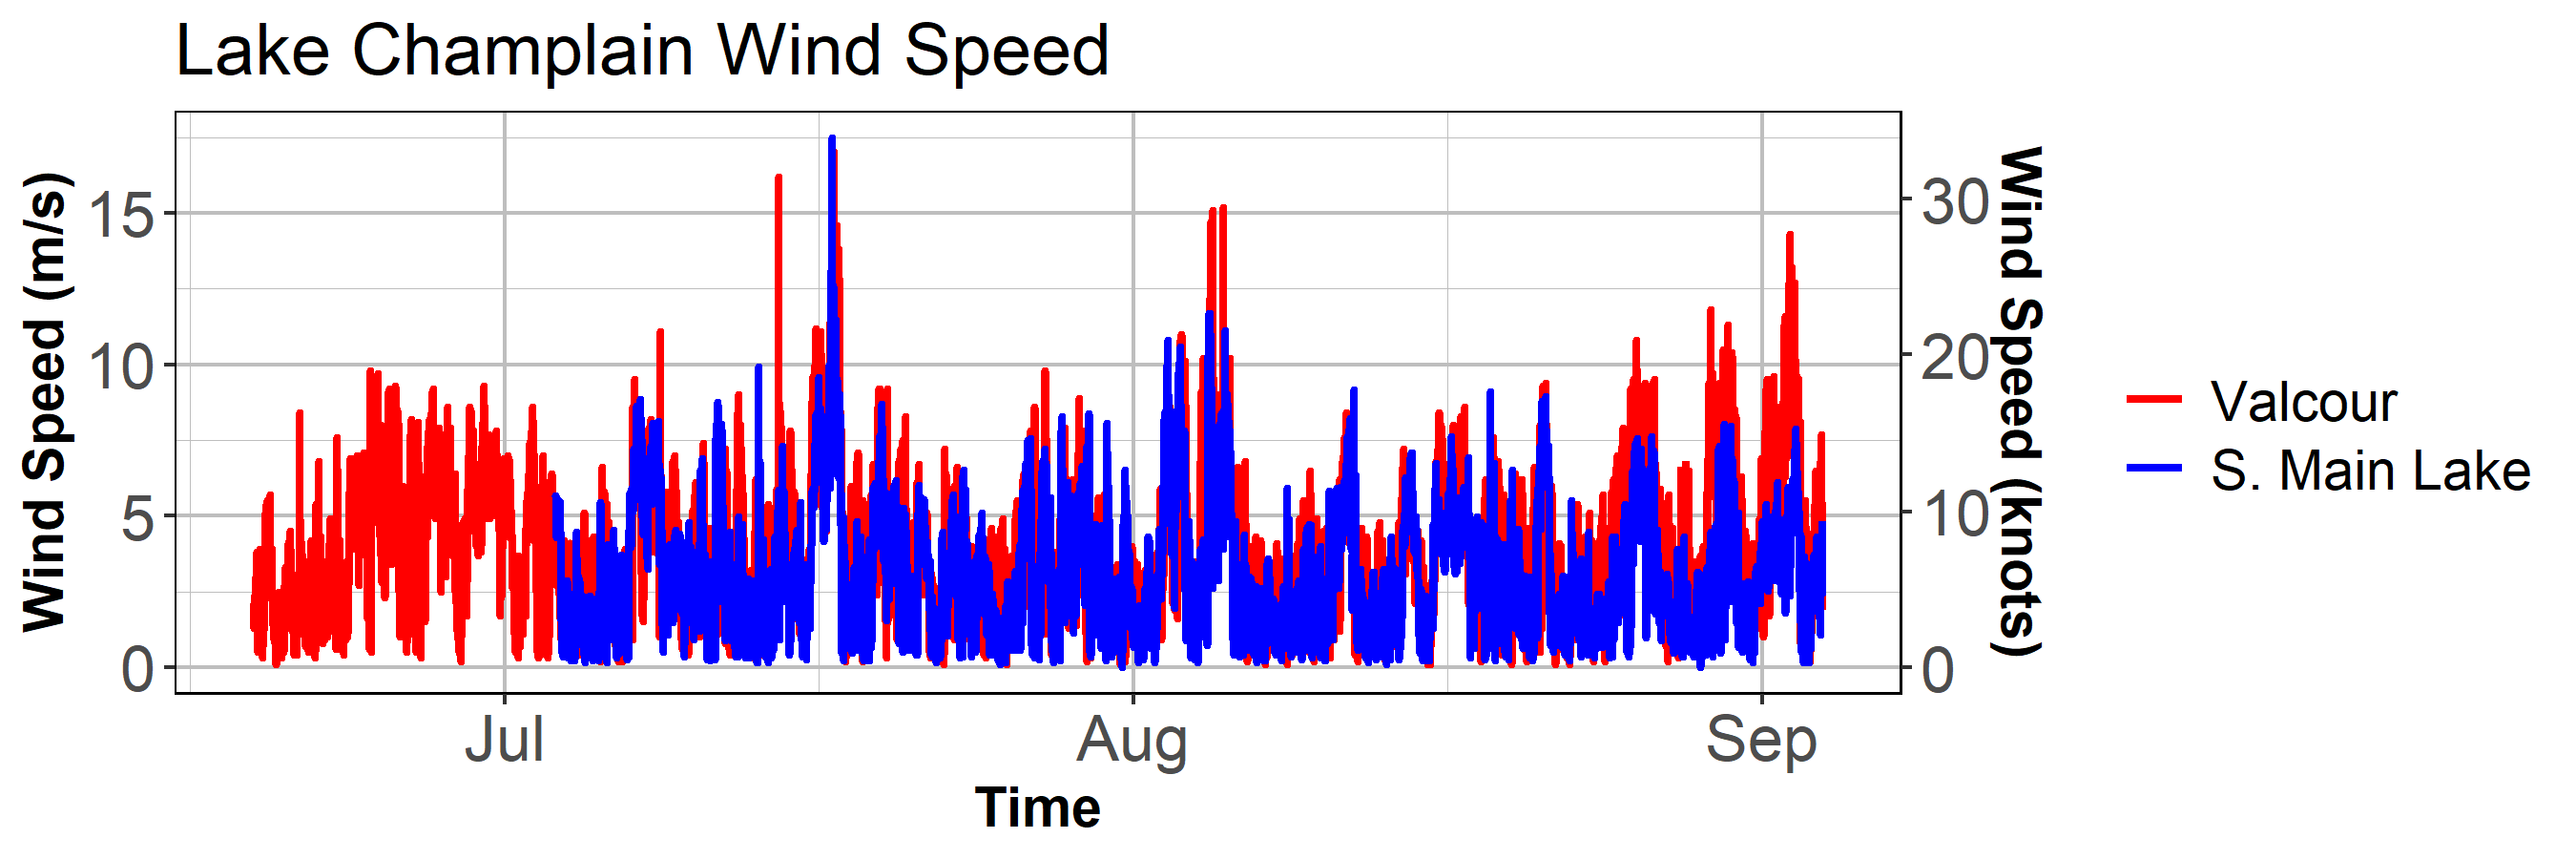 Lake Champlain Wind Speed
Wind Speed (m/s)
15
10
5
0
30
20
10
0
Wind Speed (knots)
Jul
Aug
Sep
Time
Valcour
S. Main Lake